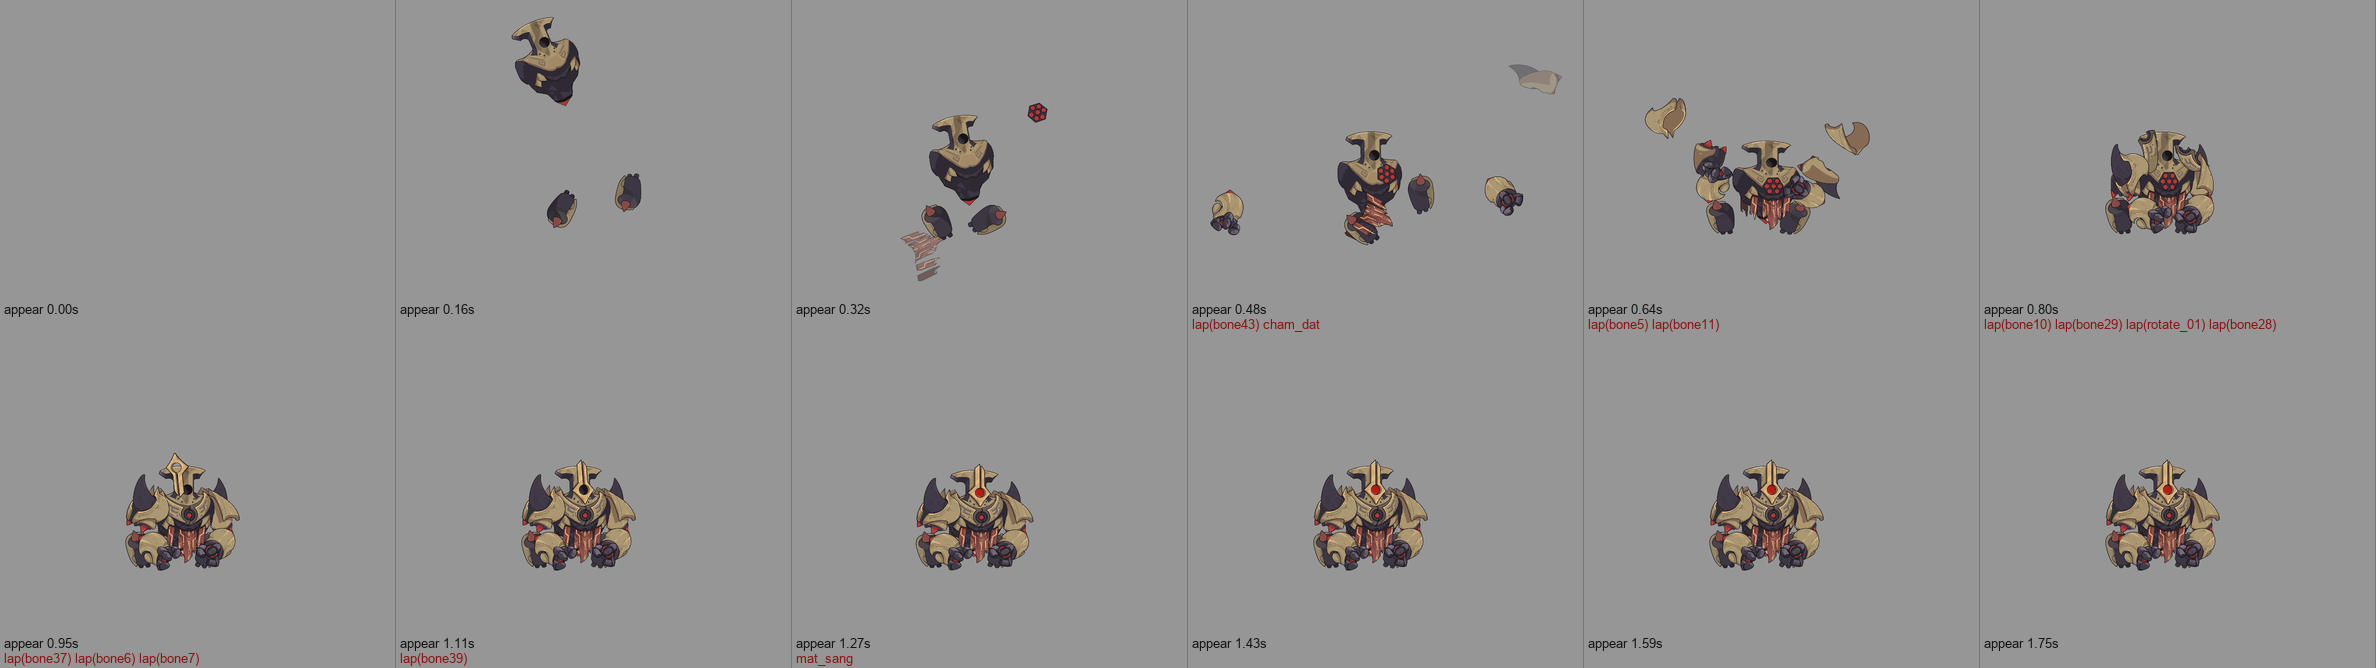 appear 0.00s
appear 0.16s
appear 0.32s
appear 0.48s
lap(bone43) cham_dat
appear 0.64s
lap(bone5) lap(bone11)
appear 0.80s
lap(bone10) lap(bone29) lap(rotate_01) lap(bone28)
appear 0.95s
lap(bone37) lap(bone6) lap(bone7)
appear 1.11s
lap(bone39)
appear 1.27s
mat_sang
appear 1.43s
appear 1.59s
appear 1.75s